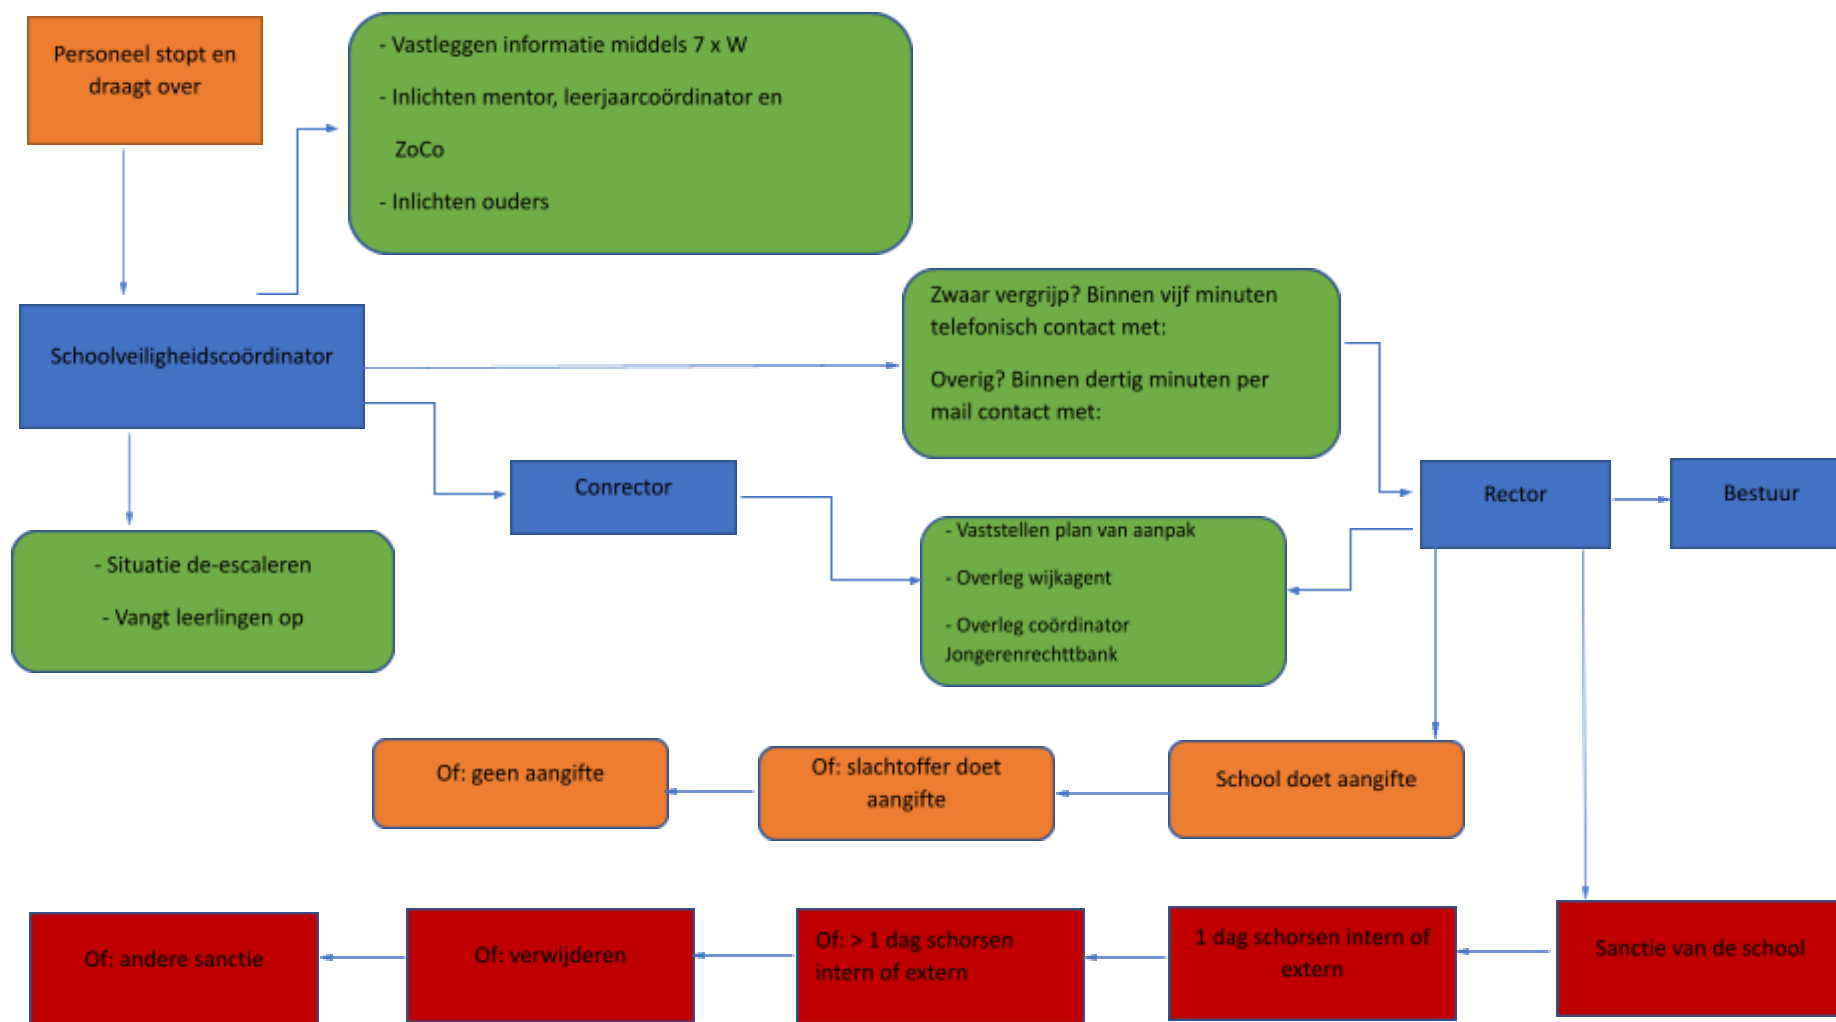 Personeel stopt en
draagt over
- Vastleggen informatie middels 7 x W
- Inlichten mentor, leerjaarcoördinator en
ZoCo
- Inlichten ouders
Zwaar vergrijp? Binnen vijf minuten
telefonisch contact met:
Overig? Binnen dertig minuten per
mail contact met:
Schoolveiligheidscoördinator
Conrector
Rector
Bestuur
- Situatie de-escaleren
- Vangt leerlingen op
- Vaststellen plan van aanpak
- Overleg wijkagent
- Overleg coördinator
Jongerenrechttbank
Of: geen aangifte
Of: slachtoffer doet
aangifte
School doet aangifte
Of: andere sanctie
Of: verwijderen
Of: > 1 dag schorsen
intern of extern
1 dag schorsen intern of
extern
Sanctie van de school